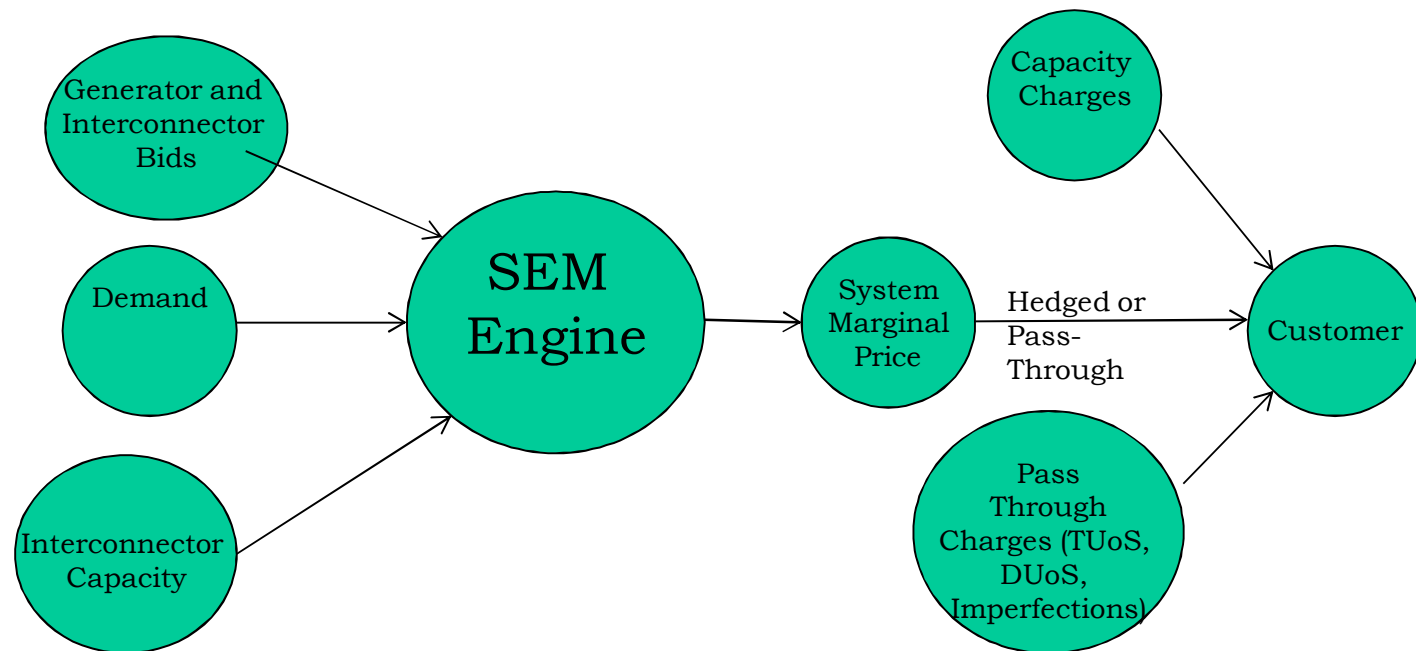 Generator and
Interconnector
Bids
Demand
Interconnector
Capacity
SEM
Engine
System
Marginal
Price
Hedged or
Pass-
Through
Capacity
Charges
Customer
Pass
Through
Charges (TUoS,
DUoS,
Imperfections)